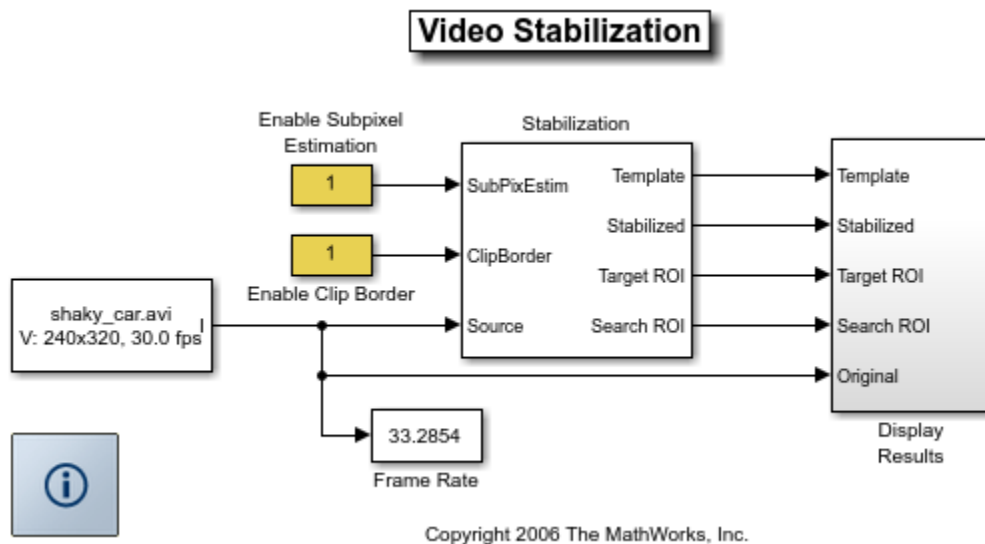 Video Stabilization
Enable Subpixel
Estimation
1
1
Enable Clip Border
shaky_car.avi
V: 240x320, 30.0 fps
I
Stabilization
SubPixEstim
ClipBorder
Source
Template
Stabilized
Target ROI
Search ROI
Template
Stabilized
Target ROI
Search ROI
Original
Display
Results
33.2854
Frame Rate
i
Copyright 2006 The MathWorks, Inc.